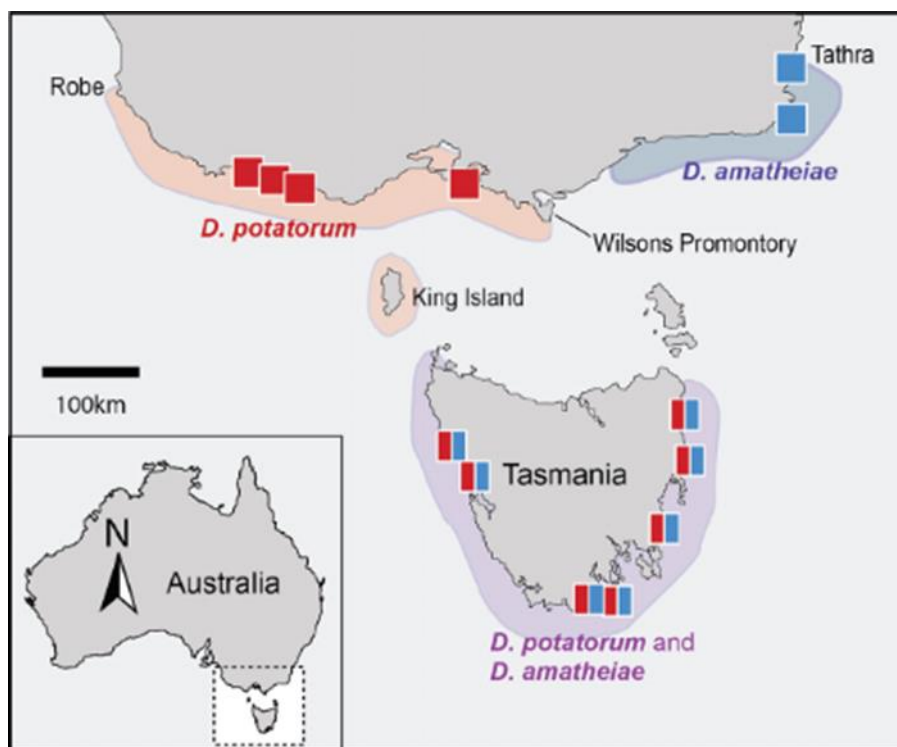 Robe
Tathra
D. amatheiae
D. potatorum
Wilsons Promontory
King Island
100km
Tasmania
N
Australia
D. potatorum and
D. amatheiae